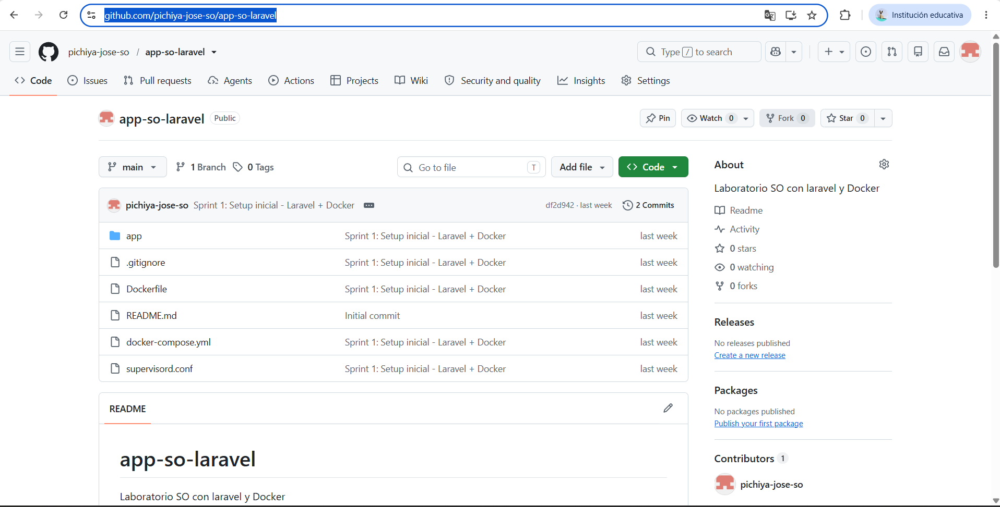 github.com/pichiya-jose-so/app-so-laravel
Institución educativa
pichiya-jose-so / app-so-laravel
Type / to search
Code Issues Pull requests Agents Actions Projects Wiki Security and quality Insights Settings
app-so-laravel Public
Pin Watch 0 Fork 0 Star 0
main 1 Branch 0 Tags Go to file T Add file Code
pichiya-jose-so Sprint 1: Setup inicial - Laravel + Docker df2d942 · last week 2 Commits
app Sprint 1: Setup inicial - Laravel + Docker last week
.gitignore Sprint 1: Setup inicial - Laravel + Docker last week
Dockerfile Sprint 1: Setup inicial - Laravel + Docker last week
README.md Initial commit last week
docker-compose.yml Sprint 1: Setup inicial - Laravel + Docker last week
supervisord.conf Sprint 1: Setup inicial - Laravel + Docker last week
README
app-so-laravel
Laboratorio SO con laravel y Docker
About
Laboratorio SO con laravel y Docker
Readme
Activity
0 stars
0 watching
0 forks
Releases
No releases published
Create a new release
Packages
No packages published
Publish your first package
Contributors 1
pichiya-jose-so